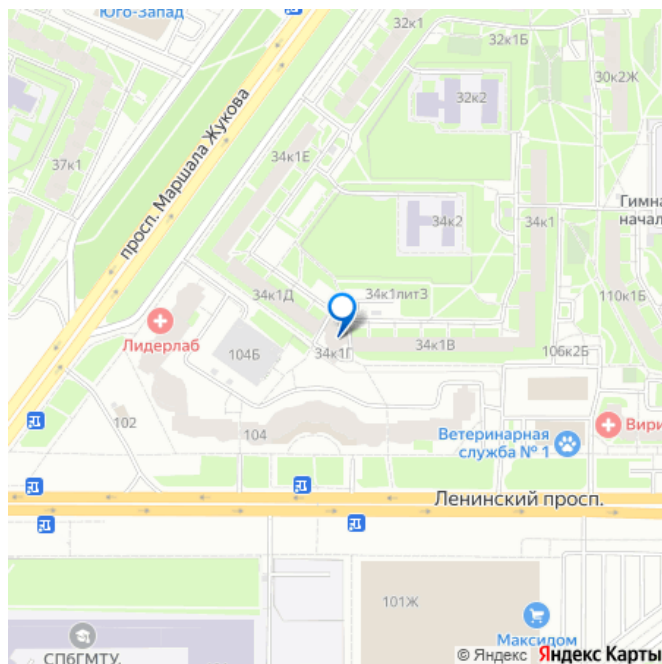 Юго-Запад
32к1
32к1Б
30к2Ж
32к2
просп. Маршала Жукова
37к1
34к1Е
Гимна
начал
34к2
34к1
34к1Д
34к1литЗ
110к1Б
Лидерлаб
104Б
34к1Г
34к1В
106к2Б
102
104
Ветеринарная
служба № 1
Вири
Ленинский просп.
101Ж
Максидом
СПбГМТУ,
© Яндекс Яндекс Карты